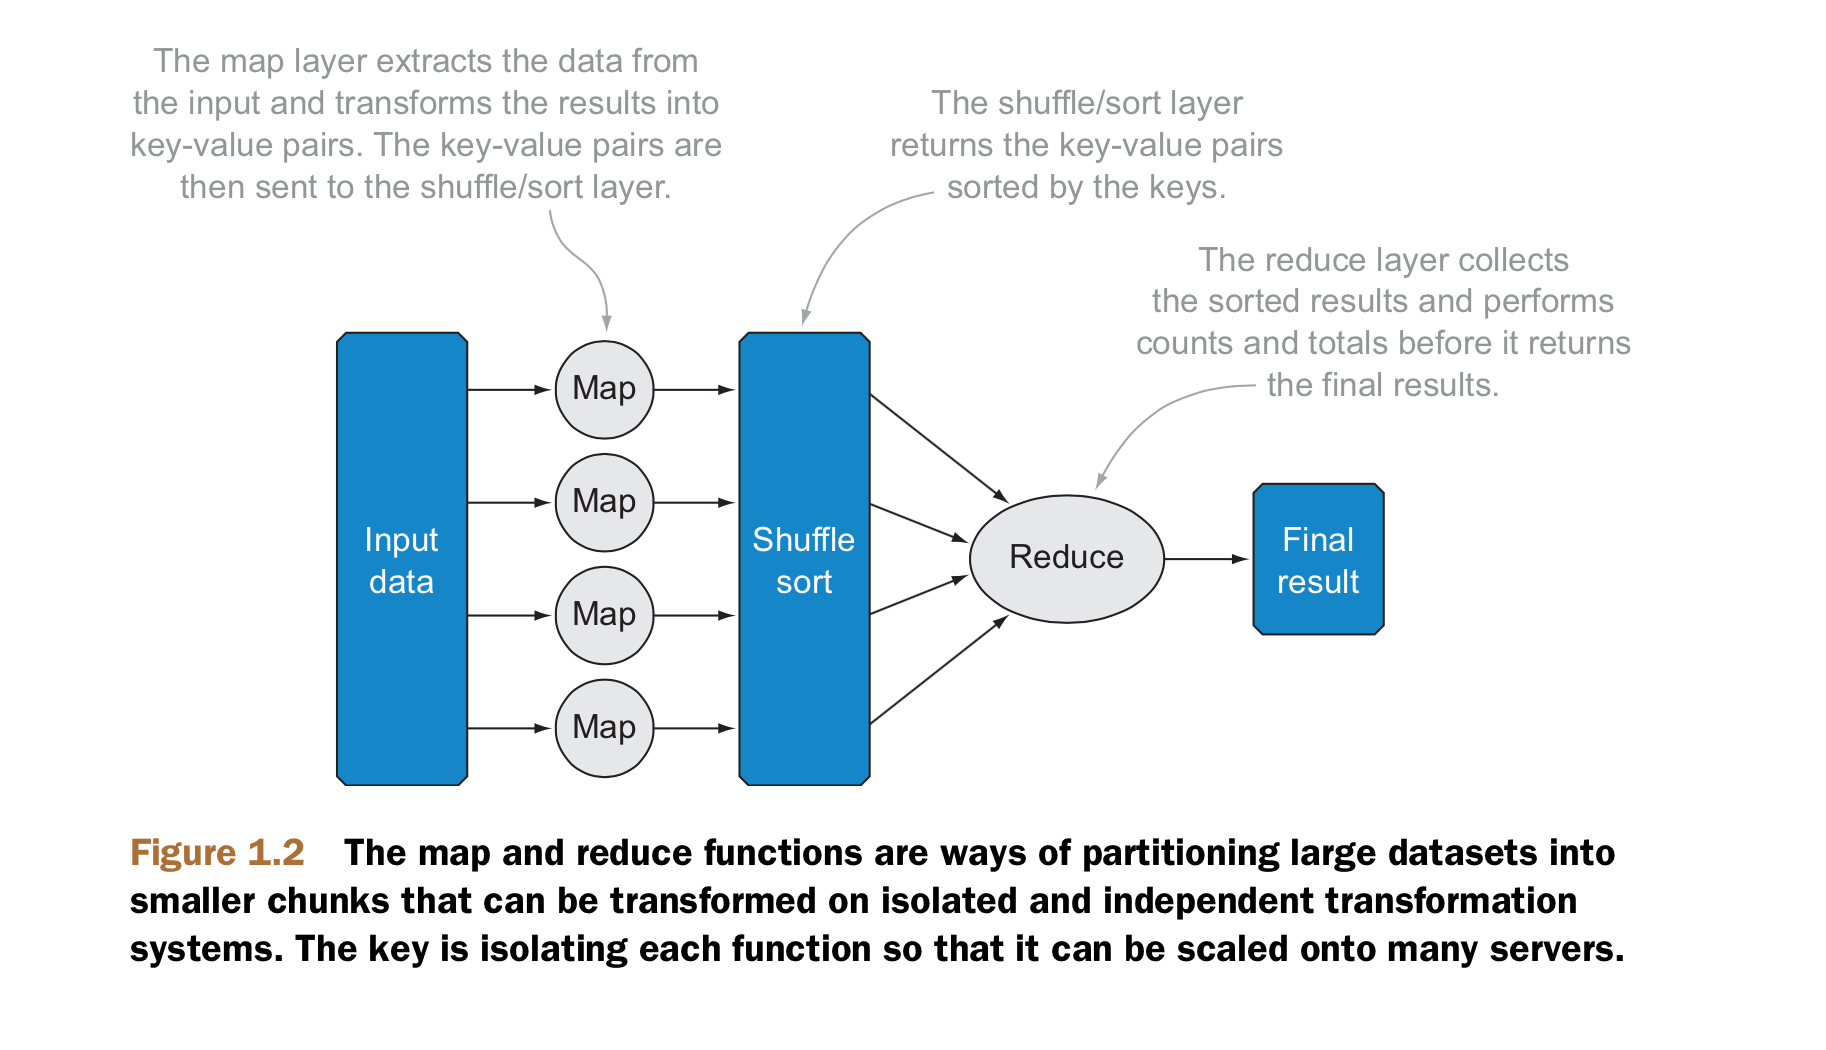 The map layer extracts the data from
the input and transforms the results into
key-value pairs. The key-value pairs are
then sent to the shuffle/sort layer.
The shuffle/sort layer
returns the key-value pairs
sorted by the keys.
The reduce layer collects
the sorted results and performs
counts and totals before it returns
the final results.
Input
data
Map
Map
Map
Map
Shuffle
sort
Reduce
Final
result
Figure 1.2 The map and reduce functions are ways of partitioning large datasets into
smaller chunks that can be transformed on isolated and independent transformation
systems. The key is isolating each function so that it can be scaled onto many servers.